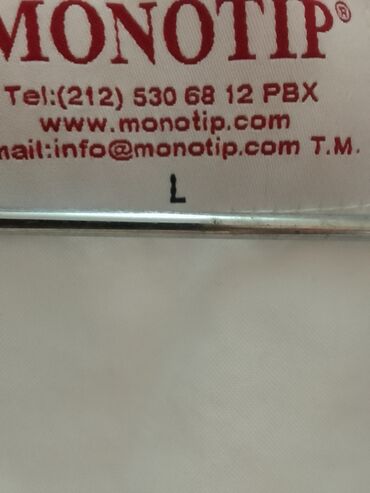 MONOTIP®
Tel:(212) 530 68 12 PBX
www.monotip.com
mail:info@monotip.com T.M.
L